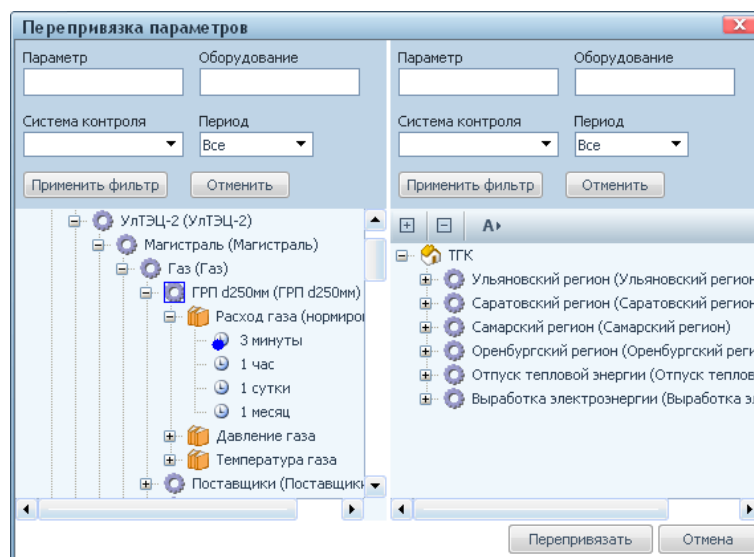 Перепривязка параметров
Параметр Оборудование
Система контроля Период
Все
Применить фильтр Отменить
УлТЭЦ-2 (УлТЭЦ-2)
Магистраль (Магистраль)
Газ (Газ)
ГРП d250мм (ГРП d250мм)
Расход газа (нормиро
3 минуты
1 час
1 сутки
1 месяц
Давление газа
Температура газа
Поставщики (Поставщики
Параметр Оборудование
Система контроля Период
Все
Применить фильтр Отменить
A
ТГК
Ульяновский регион (Ульяновский регион
Саратовский регион (Саратовский регион
Самарский регион (Самарский регион)
Оренбургский регион (Оренбургский реги
Отпуск тепловой энергии (Отпуск теплов
Выработка электроэнергии (Выработка эл
Перепривязать Отмена